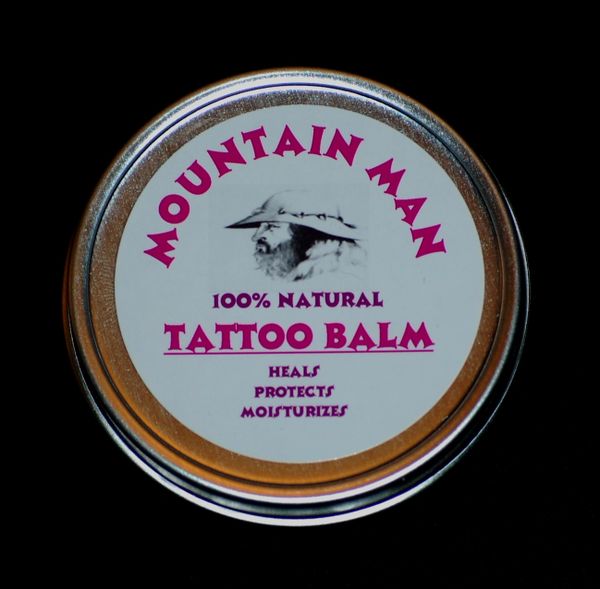 MOUNTAIN MAN
100% NATURAL
TATTOO BALM
HEALS
PROTECTS
MOISTURIZES